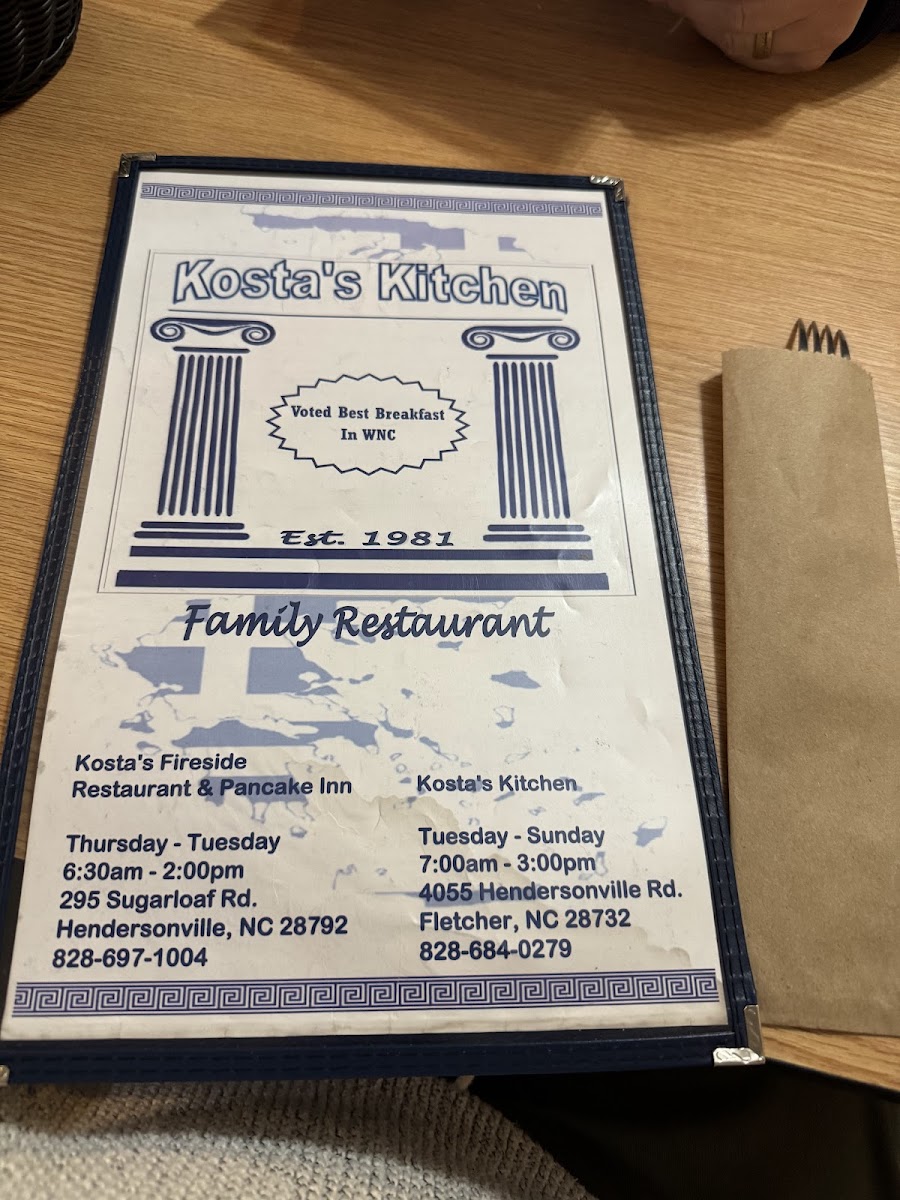 Kosta's Kitchen
Voted Best Breakfast
In WNC
Est. 1981
Family Restaurant
Kosta's Fireside
Restaurant & Pancake Inn
Thursday - Tuesday
6:30am - 2:00pm
295 Sugarloaf Rd.
Hendersonville, NC 28792
828-697-1004
Kosta's Kitchen
Tuesday - Sunday
7:00am - 3:00pm
4055 Hendersonville Rd.
Fletcher, NC 28732
828-684-0279